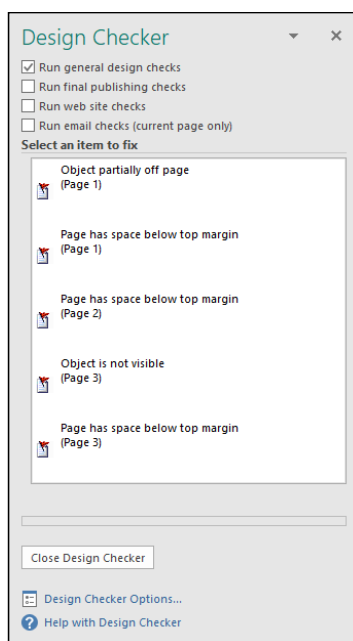 Design Checker
Run general design checks
Run final publishing checks
Run web site checks
Run email checks (current page only)
Select an item to fix
Object partially off page
(Page 1)
Page has space below top margin
(Page 1)
Page has space below top margin
(Page 2)
Object is not visible
(Page 3)
Page has space below top margin
(Page 3)
Close Design Checker
Design Checker Options...
Help with Design Checker